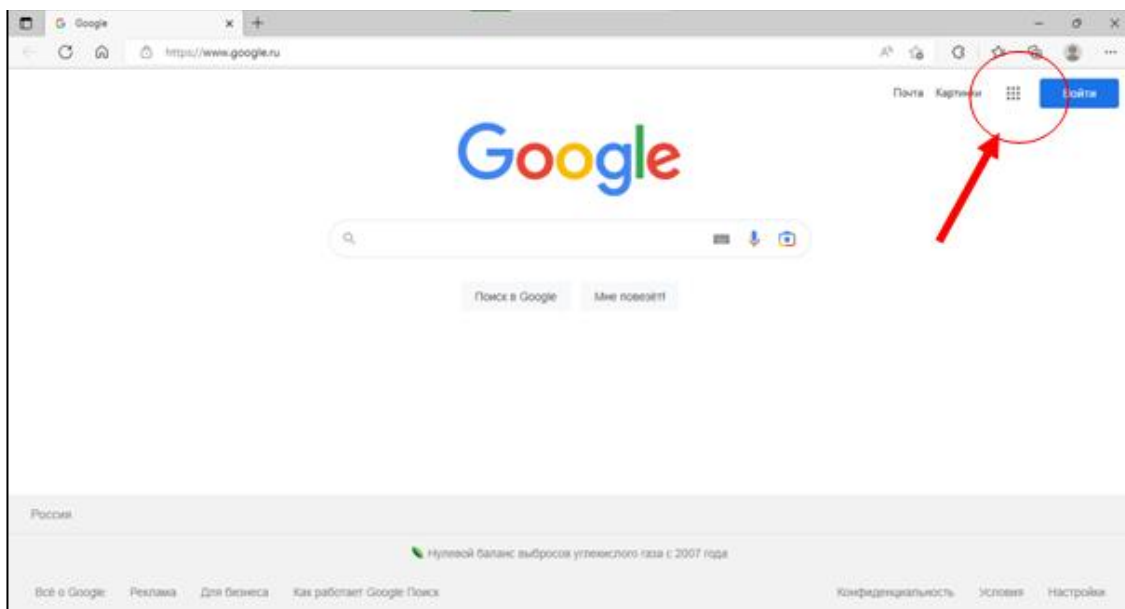 Google
https://www.google.ru
Почта Картинки Войти
Google
Поиск в Google Мне повезёт!
Россия
Нулевой баланс выбросов углекислого газа с 2007 года
Всё о Google Реклама Для бизнеса Как работает Google Поиск Конфиденциальность Условия Настройки